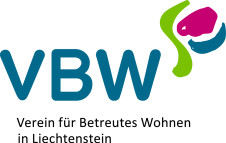 VBW
Verein für Betreutes Wohnen
in Liechtenstein